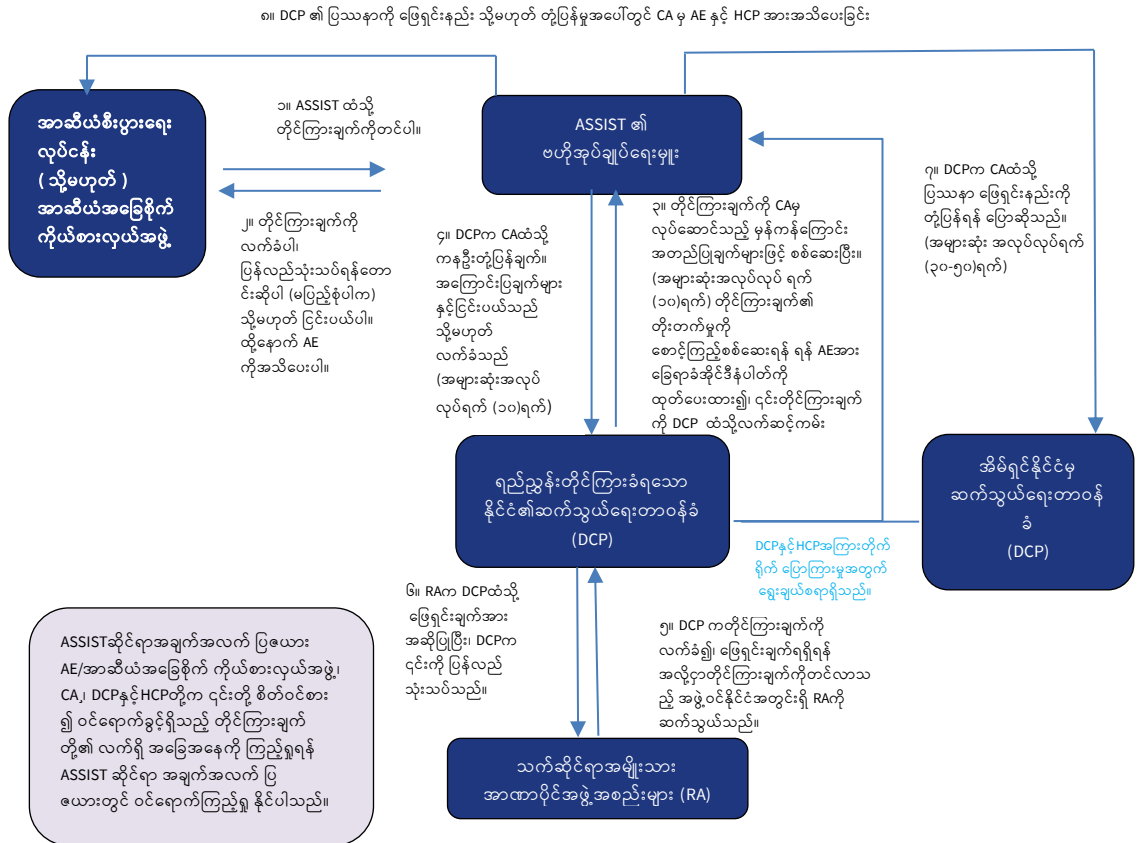 ၈။ DCP ၏ ပြဿနာကို ဖြေရှင်းနည်း သို့မဟုတ် တုံ့ပြန်မှုအပေါ်တွင် CA မှ AE နှင့် HCP အားအသိပေးခြင်း
အာဆီယံစီးပွားရေး
လုပ်ငန်း
( သို့မဟုတ် )
အာဆီယံအခြေစိုက်
ကိုယ်စားလှယ်အဖွဲ့
၁။ ASSIST ထံသို့
တိုင်ကြားချက်ကိုတင်ပါ။
၂။ တိုင်ကြားချက်ကို
လက်ခံပါ၊
ပြန်လည်သုံးသပ်ရန်တော
င်းဆိုပါ (မပြည့်စုံပါက)
သို့မဟုတ် ငြင်းပယ်ပါ။
ထို့နောက် AE
ကိုအသိပေးပါ။
ASSIST ၏
ဗဟိုအုပ်ချုပ်ရေးမှူး
၄။ DCPက CAထံသို့
ကနဦးတုံ့ပြန်ချက်။
အကြောင်းပြချက်များ
နှင့်ငြင်းပယ်သည်
သို့မဟုတ်
လက်ခံသည်
(အများဆုံးအလုပ်
လုပ်ရက် (၁၀)ရက်)
၃။ တိုင်ကြားချက်ကို CAမှ
လုပ်ဆောင်သည့် မှန်ကန်ကြောင်း
အတည်ပြုချက်များဖြင့် စစ်ဆေးပြီး။
(အများဆုံးအလုပ်လုပ် ရက်
(၁၀)ရက်) တိုင်ကြားချက်၏
တိုးတက်မှုကို
စောင့်ကြည့်စစ်ဆေးရန် ရန် AEအား
ခြေရာခံအိုင်ဒီနံပါတ်ကို
ထုတ်ပေးထား၍၊ ၎င်းတိုင်ကြားချက်
ကို DCP ထံသို့လက်ဆင့်ကမ်း
၇။ DCPက CAထံသို့
ပြဿနာ ဖြေရှင်းနည်းကို
တုံ့ပြန်ရန် ပြောဆိုသည်။
(အများဆုံး အလုပ်လုပ်ရက်
(၃၀-၅၀)ရက်)
ရည်ညွှန်းတိုင်ကြားခံရသော
နိုင်ငံ၏ဆက်သွယ်ရေးတာဝန်ခံ
(DCP)
အိမ်ရှင်နိုင်ငံမှ
ဆက်သွယ်ရေးတာဝန်
ခံ
(DCP)
DCPနှင့်HCPအကြားတိုက်
ရိုက် ပြောကြားမှုအတွက်
ရွေးချယ်စရာရှိသည်။
၆။ RAက DCPထံသို့
ဖြေရှင်းချက်အား
အဆိုပြုပြီး၊ DCPက
၎င်းကို ပြန်လည်
သုံးသပ်သည်။
၅။ DCP ကတိုင်ကြားချက်ကို
လက်ခံ၍၊ ဖြေရှင်းချက်ရရှိရန်
အလို့ငှာတိုင်ကြားချက်ကိုတင်လာသ
ည့် အဖွဲ့ဝင်နိုင်ငံအတွင်းရှိ RAကို
ဆက်သွယ်သည်။
ASSISTဆိုင်ရာအချက်အလက် ပြဇယား
AE/အာဆီယံအခြေစိုက် ကိုယ်စားလှယ်အဖွဲ့၊
CA၂၊ DCPနှင့်HCPတို့က ၎င်းတို့ စိတ်ဝင်စား
၍ ဝင်ရောက်ခွင့်ရှိသည့် တိုင်ကြားချက်
တို့၏ လက်ရှိ အခြေအနေကို ကြည့်ရှုရန်
ASSIST ဆိုင်ရာ အချက်အလက် ပြ
ဇယားတွင် ဝင်ရောက်ကြည့်ရှု နိုင်ပါသည်။
သက်ဆိုင်ရာအမျိုးသား
အာဏာပိုင်အဖွဲ့အစည်းများ (RA)